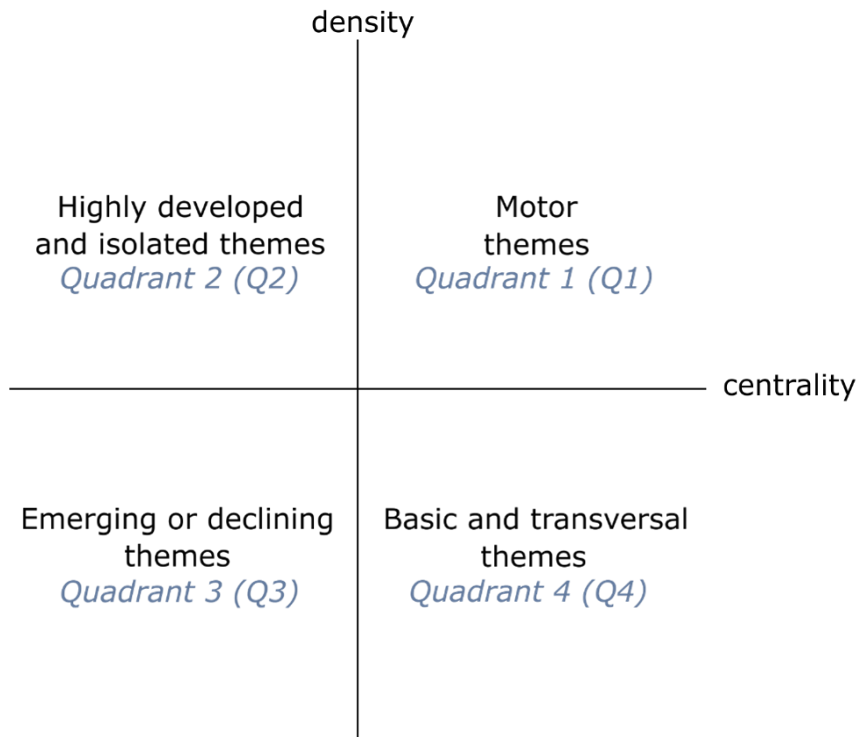 density
Highly developed
and isolated themes
Quadrant 2 (Q2)
Motor
themes
Quadrant 1 (Q1)
centrality
Emerging or declining
themes
Quadrant 3 (Q3)
Basic and transversal
themes
Quadrant 4 (Q4)